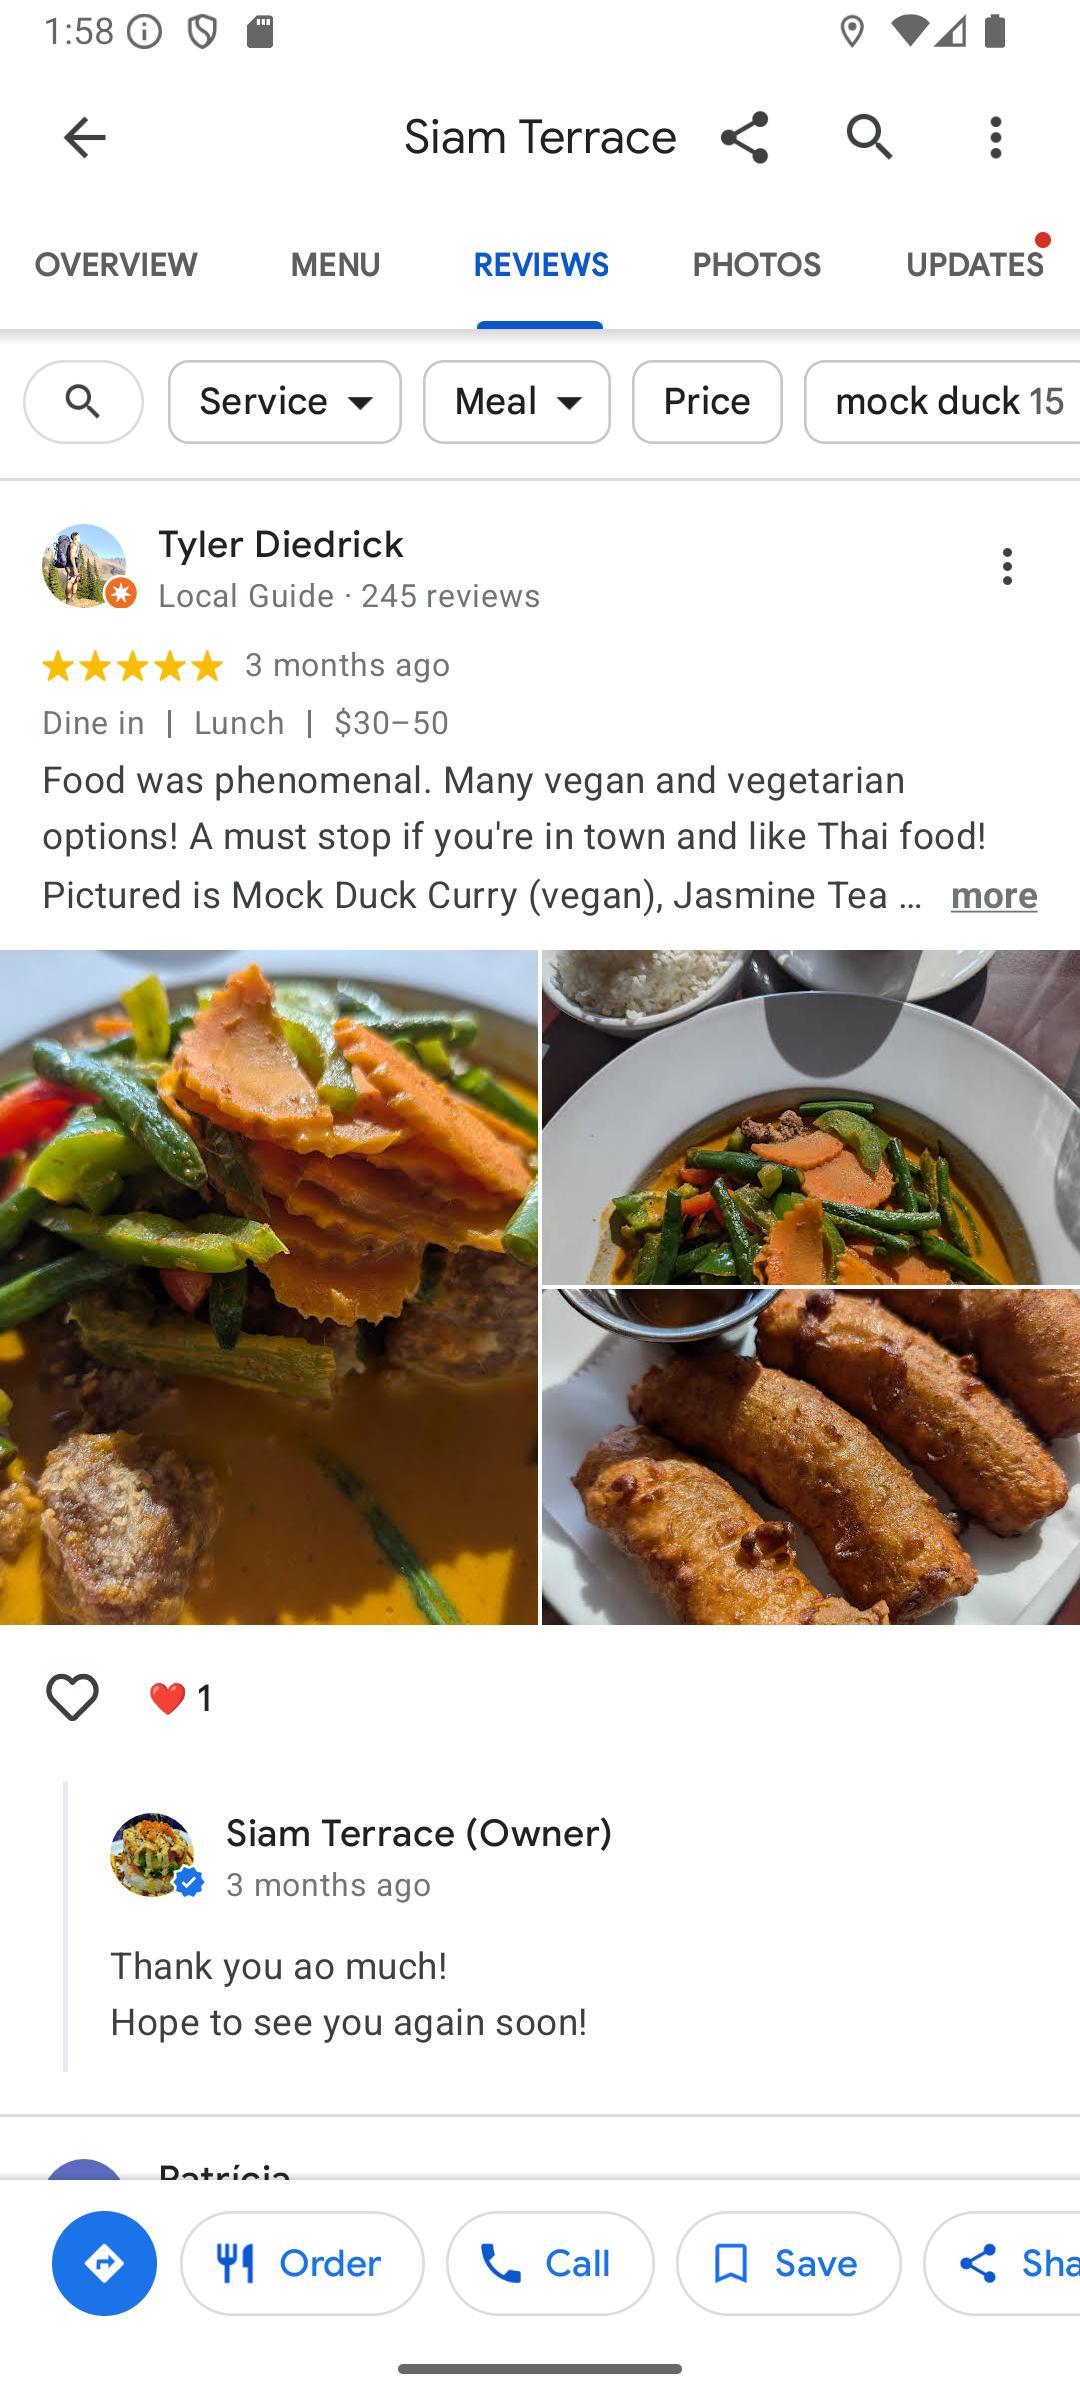 1:58
Siam Terrace
OVERVIEW MENU REVIEWS PHOTOS UPDATES
Service Meal Price mock duck 15
Tyler Diedrick
Local Guide · 245 reviews
3 months ago
Dine in | Lunch | $30–50
Food was phenomenal. Many vegan and vegetarian
options! A must stop if you're in town and like Thai food!
Pictured is Mock Duck Curry (vegan), Jasmine Tea … more
❤️ 1
Siam Terrace (Owner)
3 months ago
Thank you ao much!
Hope to see you again soon!
Patrícia
Order Call Save Sha